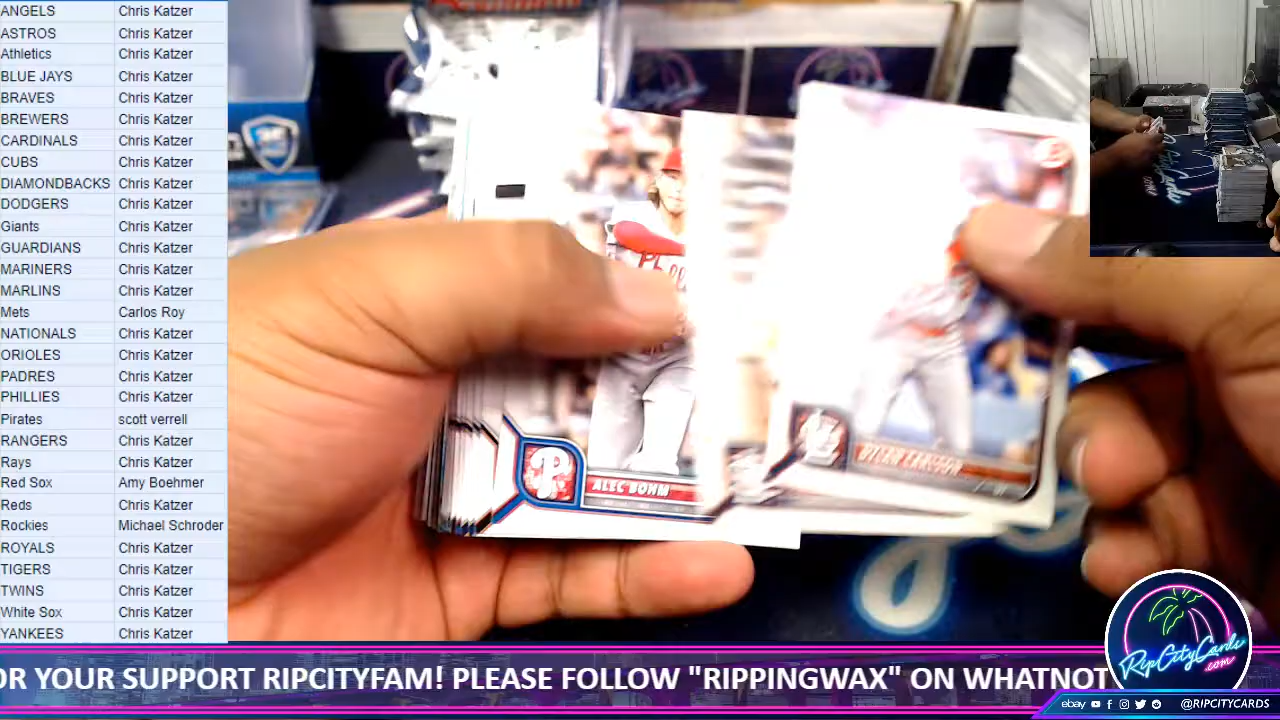 ANGELS Chris Katzer
ASTROS Chris Katzer
Athletics Chris Katzer
BLUE JAYS Chris Katzer
BRAVES Chris Katzer
BREWERS Chris Katzer
CARDINALS Chris Katzer
CUBS Chris Katzer
DIAMONDBACKS Chris Katzer
DODGERS Chris Katzer
Giants Chris Katzer
GUARDIANS Chris Katzer
MARINERS Chris Katzer
MARLINS Chris Katzer
Mets Carlos Roy
NATIONALS Chris Katzer
ORIOLES Chris Katzer
PADRES Chris Katzer
PHILLIES Chris Katzer
Pirates scott verrell
RANGERS Chris Katzer
Rays Chris Katzer
Red Sox Amy Boehmer
Reds Chris Katzer
Rockies Michael Schroder
ROYALS Chris Katzer
TIGERS Chris Katzer
TWINS Chris Katzer
White Sox Chris Katzer
YANKEES Chris Katzer
ALEC BOHM
DYLAN CARLSON
OR YOUR SUPPORT RIPCITYFAM! PLEASE FOLLOW "RIPPINGWAX" ON WHATNOT
RipCityCards
.com
ebay @RIPCITYCARDS